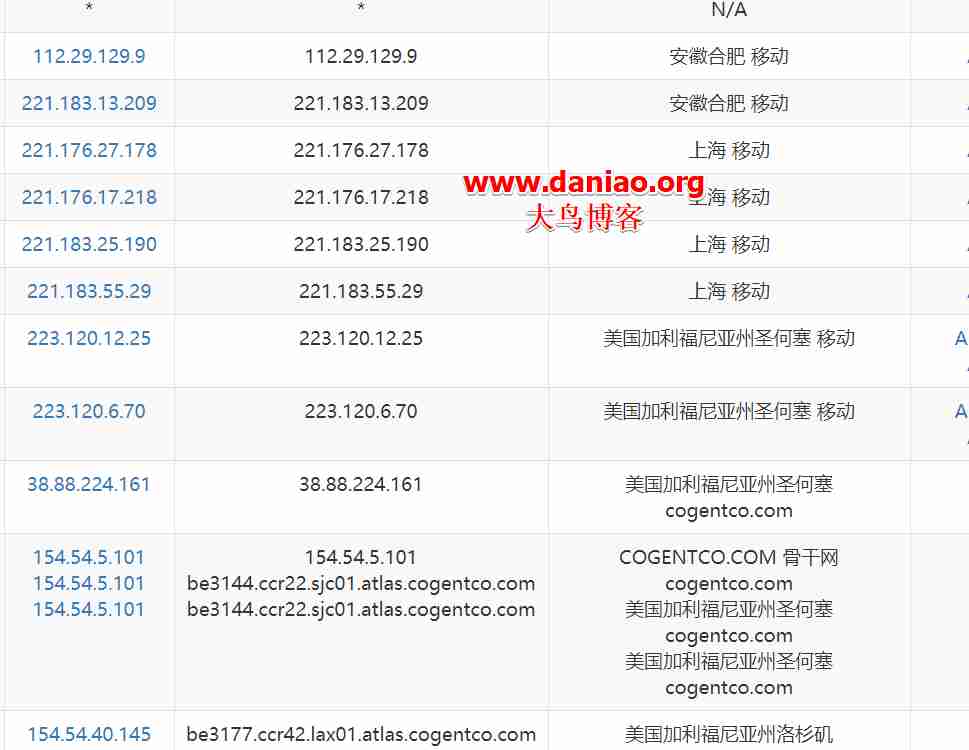 * * N/A
112.29.129.9 112.29.129.9 安徽合肥 移动
221.183.13.209 221.183.13.209 安徽合肥 移动
221.176.27.178 221.176.27.178 上海 移动
www.daniao.org
221.176.17.218 221.176.17.218 上海 移动
大鸟博客
221.183.25.190 221.183.25.190 上海 移动
221.183.55.29 221.183.55.29 上海 移动
223.120.12.25 223.120.12.25 美国加利福尼亚州圣何塞 移动 A
223.120.6.70 223.120.6.70 美国加利福尼亚州圣何塞 移动 A
38.88.224.161 38.88.224.161 美国加利福尼亚州圣何塞
cogentco.com
154.54.5.101 154.54.5.101 COGENTCO.COM 骨干网
154.54.5.101 be3144.ccr22.sjc01.atlas.cogentco.com cogentco.com
154.54.5.101 be3144.ccr22.sjc01.atlas.cogentco.com 美国加利福尼亚州圣何塞
cogentco.com
美国加利福尼亚州圣何塞
cogentco.com
154.54.40.145 be3177.ccr42.lax01.atlas.cogentco.com 美国加利福尼亚州洛杉矶